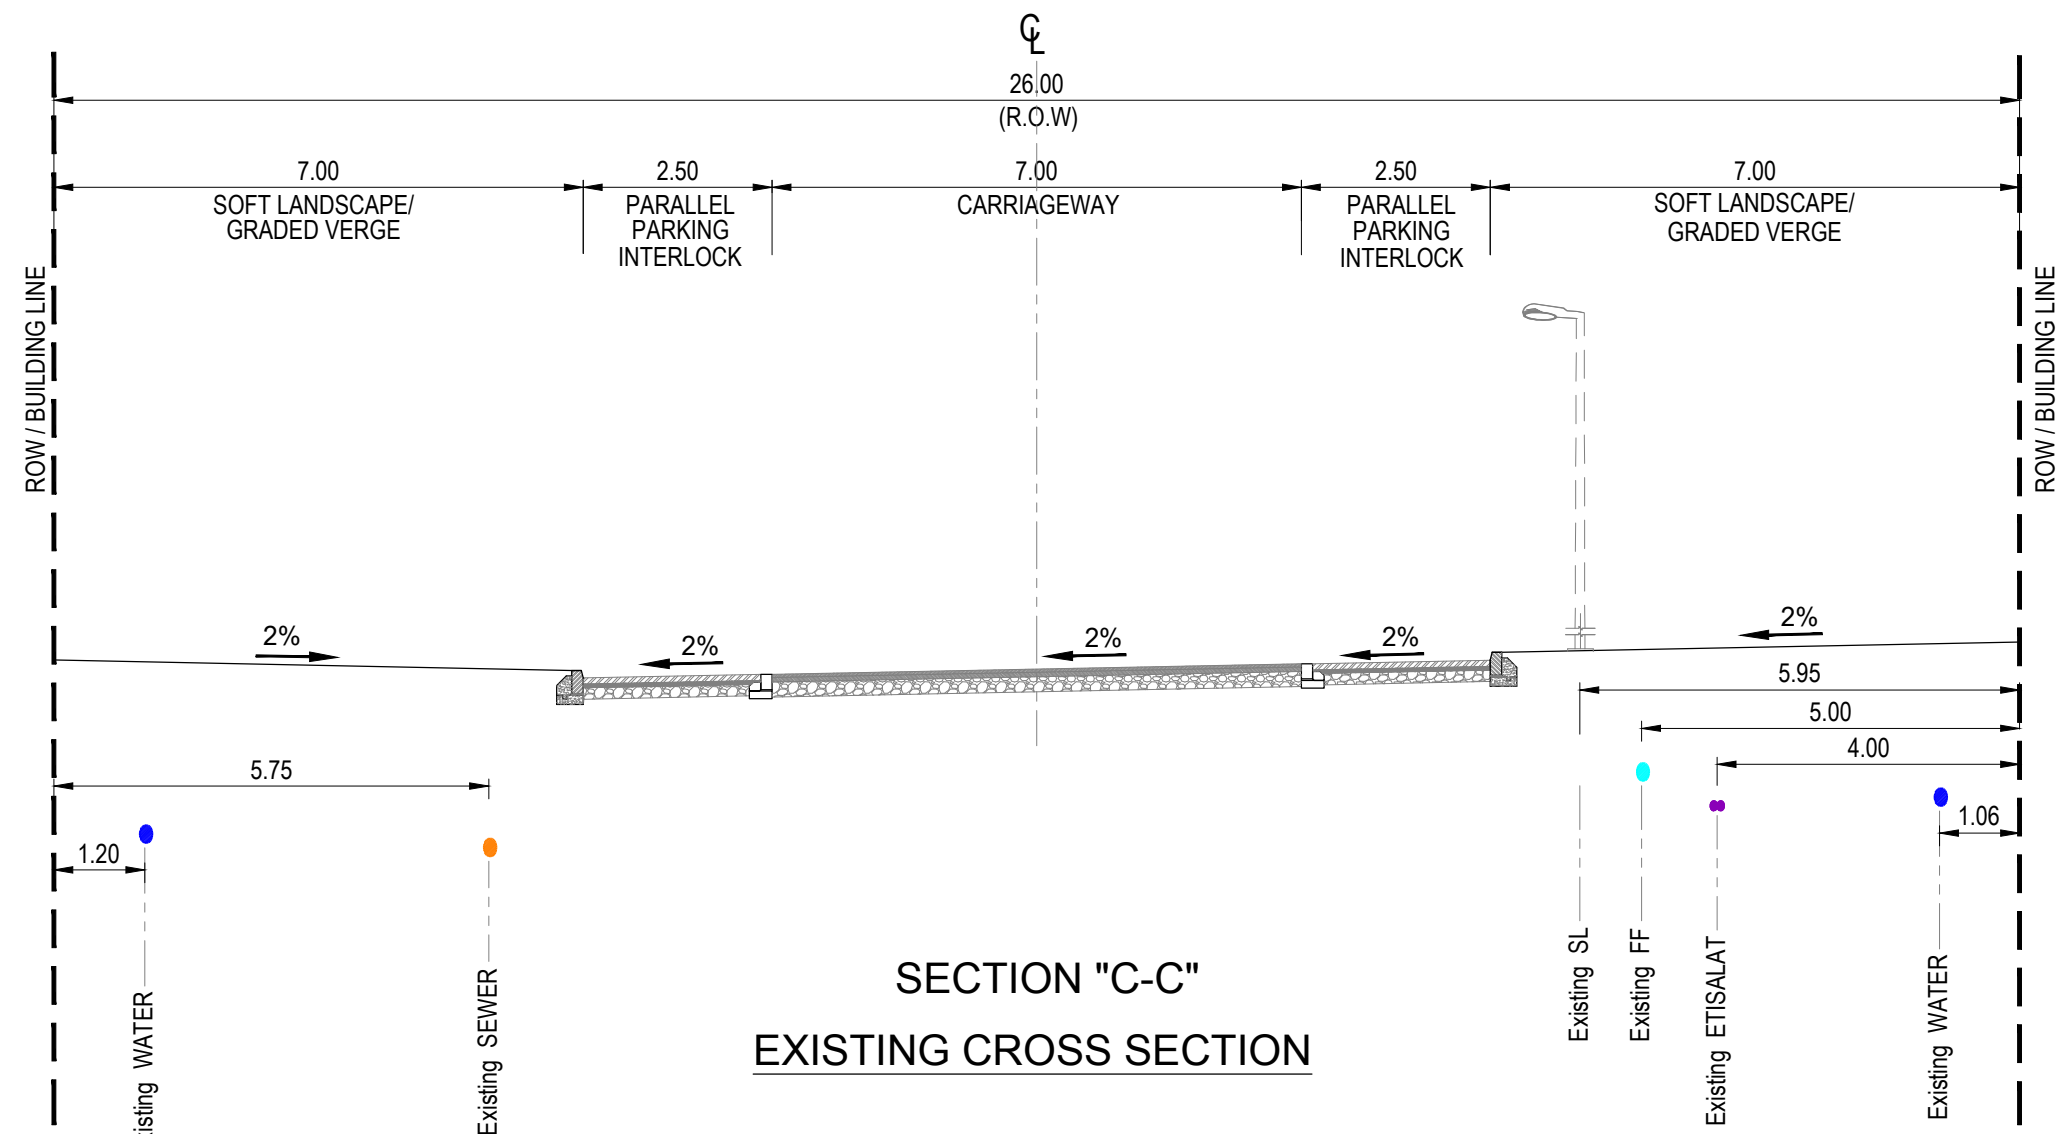 ℄
26.00
(R.O.W)
7.00
2.50
7.00
2.50
7.00
SOFT LANDSCAPE/
GRADED VERGE
PARALLEL
PARKING
INTERLOCK
CARRIAGEWAY
PARALLEL
PARKING
INTERLOCK
SOFT LANDSCAPE/
GRADED VERGE
ROW / BUILDING LINE
ROW / BUILDING LINE
2%
2%
2%
2%
2%
5.95
5.00
4.00
1.06
5.75
1.20
Existing SL
Existing FF
Existing ETISALAT
Existing WATER
xisting WATER
Existing SEWER
SECTION "C-C"
EXISTING CROSS SECTION